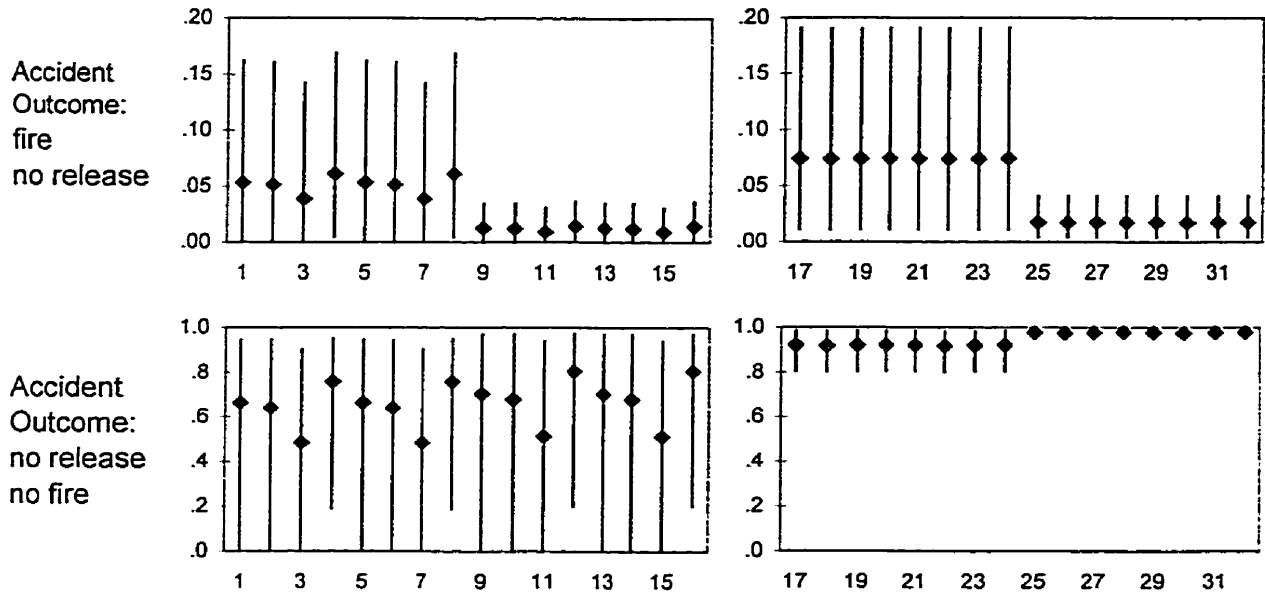 Accident
Outcome:
fire
no release
.20
.15
.10
.05
.00
1 3 5 7 9 11 13 15
.20
.15
.10
.05
.00
17 19 21 23 25 27 29 31
Accident
Outcome:
no release
no fire
1.0
.8
.6
.4
.2
.0
1 3 5 7 9 11 13 15
1.0
.8
.6
.4
.2
.0
17 19 21 23 25 27 29 31